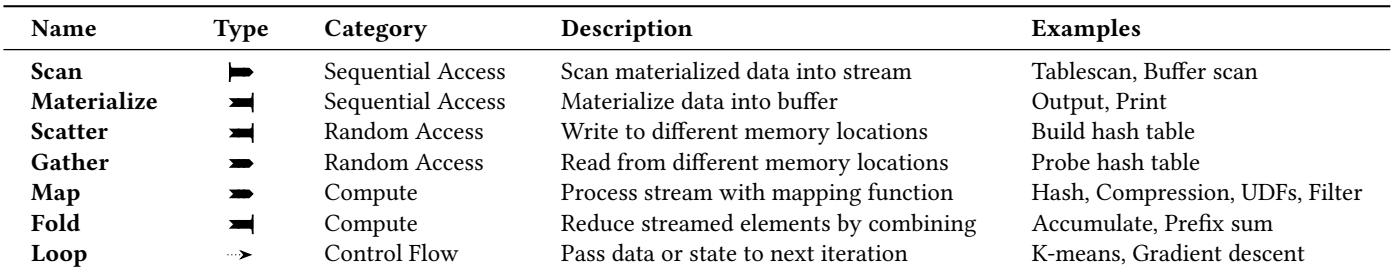 Name Type Category Description Examples
Scan Sequential Access Scan materialized data into stream Tablescan, Buffer scan
Materialize Sequential Access Materialize data into buffer Output, Print
Scatter Random Access Write to different memory locations Build hash table
Gather Random Access Read from different memory locations Probe hash table
Map Compute Process stream with mapping function Hash, Compression, UDFs, Filter
Fold Compute Reduce streamed elements by combining Accumulate, Prefix sum
Loop Control Flow Pass data or state to next iteration K-means, Gradient descent